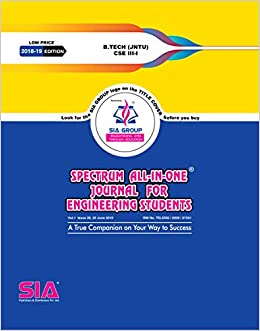 LOW PRICE
2018-19 EDITION
B.TECH (JNTU)
CSE III-I
Look for the SIA GROUP logo on the TITLE COVER before you buy
SIA GROUP
SPECTRUM ALL-IN-ONE®
JOURNAL FOR
ENGINEERING STUDENTS
A True Companion on Your Way to Success
SIA